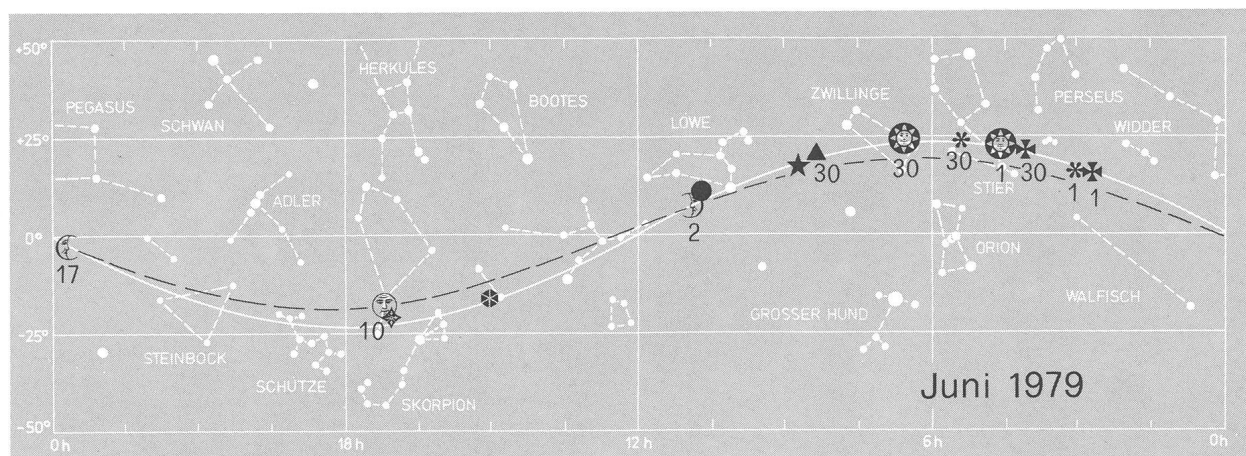 +50°
HERKULES
ZWILLINGE
PERSEUS
PEGASUS
SCHWAN
BOOTES
LÖWE
WIDDER
+25°
30
30
30
1
30
STIER
1
1
ADLER
2
0°
17
ORION
10
WALFISCH
GROSSER HUND
-25°
STEINBOCK
SCHÜTZE
SKORPION
Juni 1979
-50°
0h
18h
12h
6h
0h